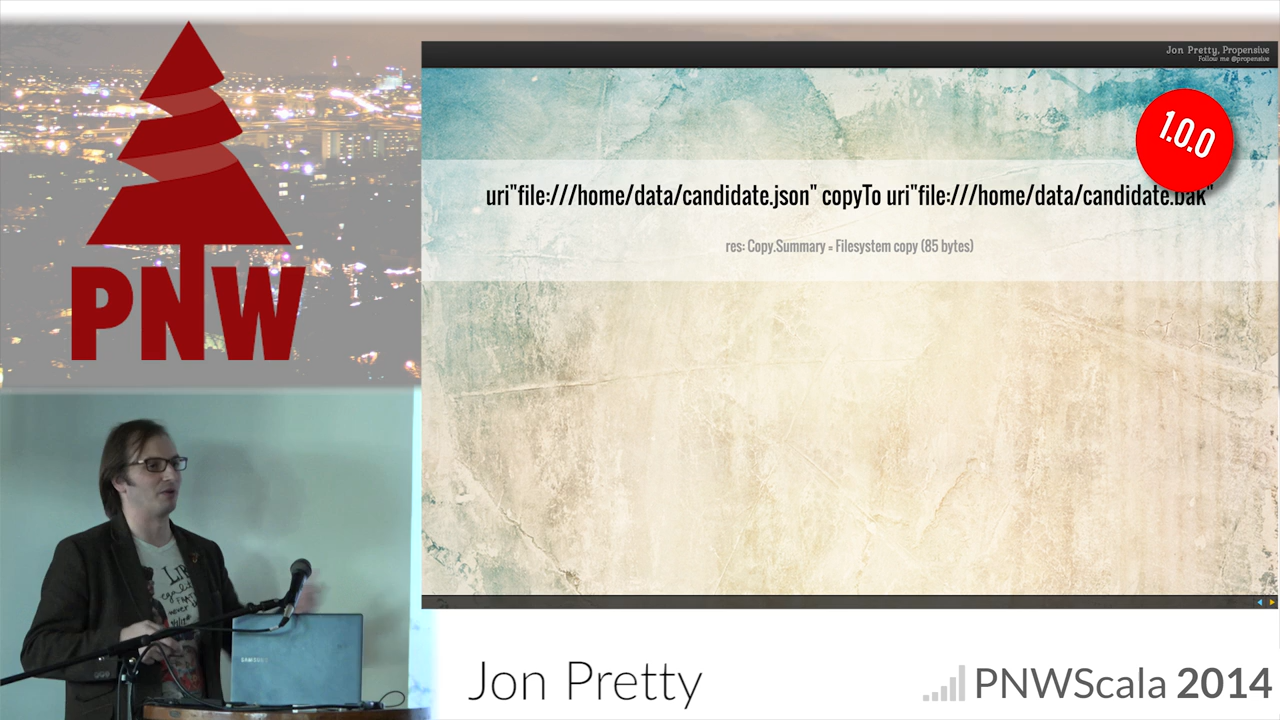 PNW
Jon Pretty, Propensive
Follow me @propensive
1.0.0
uri"file:///home/data/candidate.json" copyTo uri"file:///home/data/candidate.bak"
res: Copy.Summary = Filesystem copy (85 bytes)
SAMSUNG
Jon Pretty
PNWScala 2014